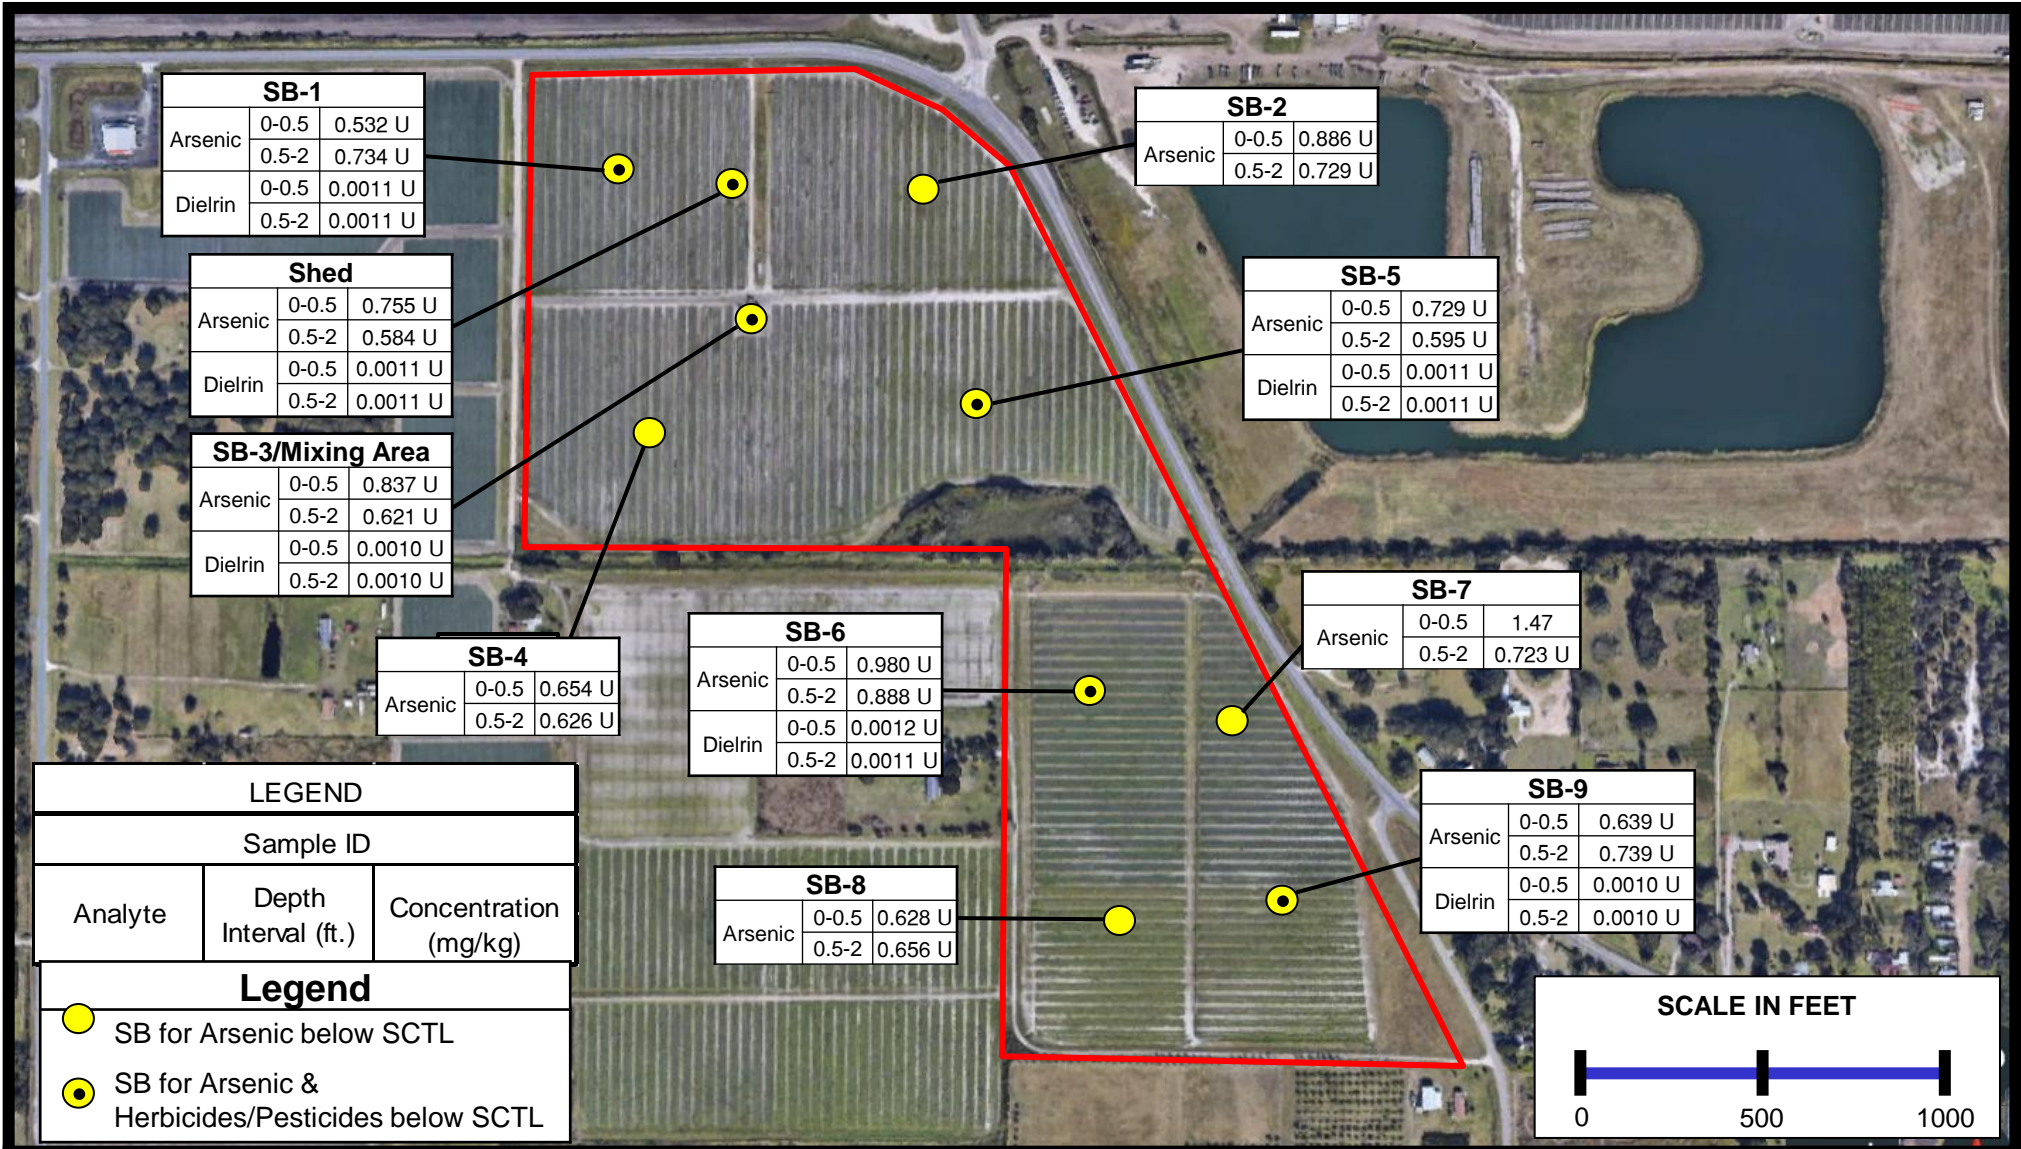 SB-1
Arsenic 0-0.5 0.532 U
0.5-2 0.734 U
Dielrin 0-0.5 0.0011 U
0.5-2 0.0011 U
SB-2
Arsenic 0-0.5 0.886 U
0.5-2 0.729 U
Shed
Arsenic 0-0.5 0.755 U
0.5-2 0.584 U
Dielrin 0-0.5 0.0011 U
0.5-2 0.0011 U
SB-5
Arsenic 0-0.5 0.729 U
0.5-2 0.595 U
Dielrin 0-0.5 0.0011 U
0.5-2 0.0011 U
SB-3/Mixing Area
Arsenic 0-0.5 0.837 U
0.5-2 0.621 U
Dielrin 0-0.5 0.0010 U
0.5-2 0.0010 U
SB-4
Arsenic 0-0.5 0.654 U
0.5-2 0.626 U
SB-6
Arsenic 0-0.5 0.980 U
0.5-2 0.888 U
Dielrin 0-0.5 0.0012 U
0.5-2 0.0011 U
SB-7
Arsenic 0-0.5 1.47
0.5-2 0.723 U
SB-8
Arsenic 0-0.5 0.628 U
0.5-2 0.656 U
SB-9
Arsenic 0-0.5 0.639 U
0.5-2 0.739 U
Dielrin 0-0.5 0.0010 U
0.5-2 0.0010 U
LEGEND
Sample ID
Analyte
Depth
Interval (ft.)
Concentration
(mg/kg)
Legend
SB for Arsenic below SCTL
SB for Arsenic &
Herbicides/Pesticides below SCTL
SCALE IN FEET
0 500 1000